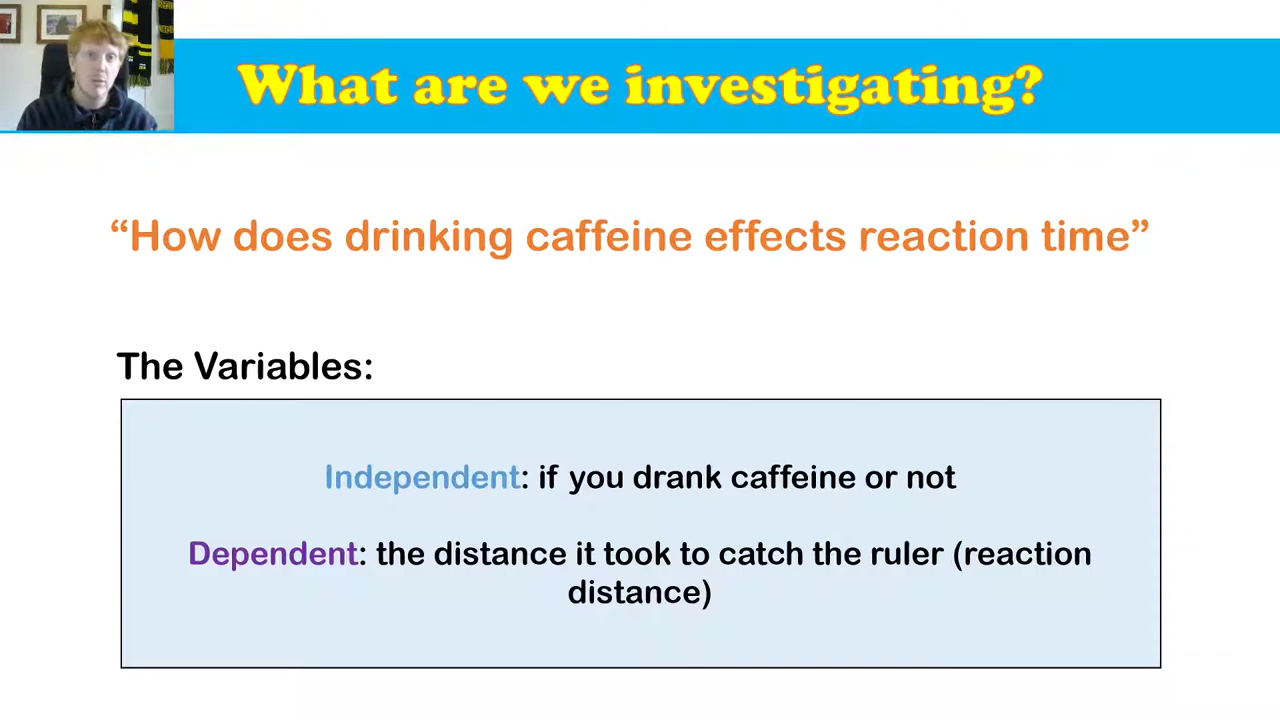 What are we investigating?
“How does drinking caffeine effects reaction time”
The Variables:
Independent: if you drank caffeine or not
Dependent: the distance it took to catch the ruler (reaction
distance)